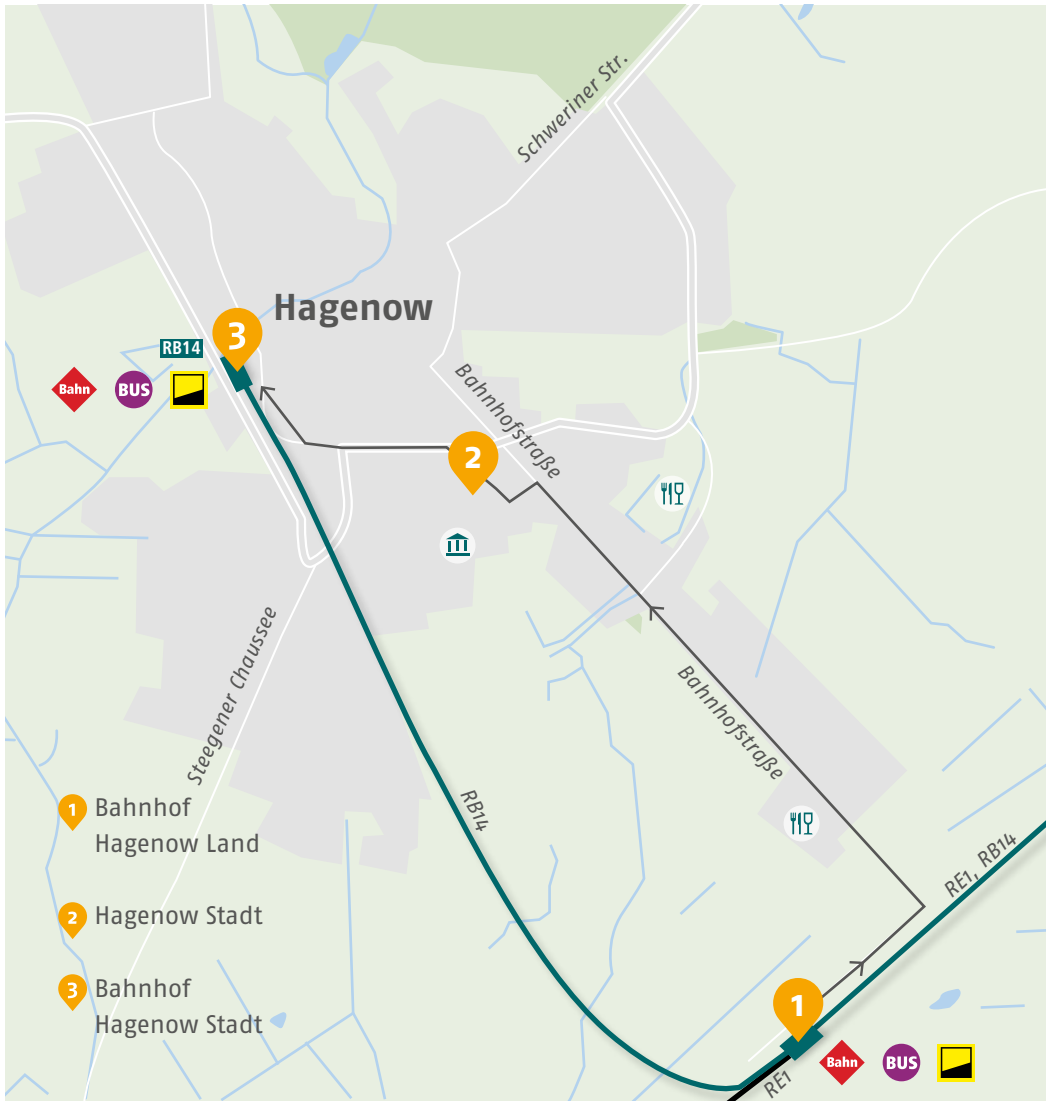 Schweriner Str.
Hagenow
3
RB14
Bahn
BUS
Bahnhofstraße
2
Steegener Chaussee
Bahnhofstraße
RB14
1 Bahnhof
Hagenow Land
2 Hagenow Stadt
3 Bahnhof
Hagenow Stadt
RE1, RB14
1
Bahn
BUS
RE1